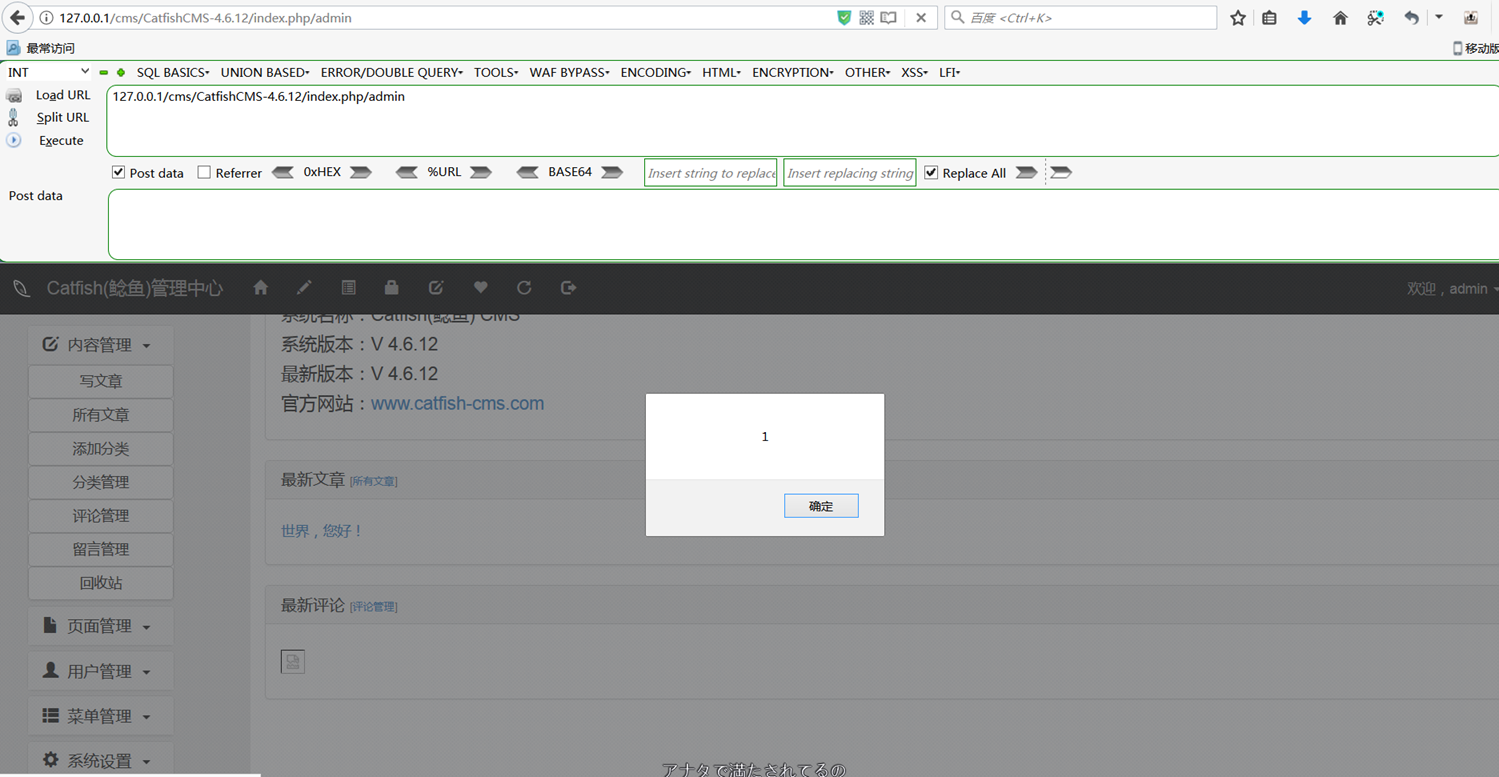 127.0.0.1/cms/CatfishCMS-4.6.12/index.php/admin
百度 <Ctrl+K>
最常访问
移动版
INT
SQL BASICS
UNION BASED
ERROR/DOUBLE QUERY
TOOLS
WAF BYPASS
ENCODING
HTML
ENCRYPTION
OTHER
XSS
LFI
Load URL
127.0.0.1/cms/CatfishCMS-4.6.12/index.php/admin
Split URL
Execute
Post data
Referrer
0xHEX
%URL
BASE64
Insert string to replace
Insert replacing string
Replace All
Post data
Catfish(鲶鱼)管理中心
欢迎，admin
内容管理
写文章
所有文章
添加分类
分类管理
评论管理
留言管理
回收站
页面管理
用户管理
菜单管理
系统设置
系统名称：Catfish(鲶鱼) CMS
系统版本：V 4.6.12
最新版本：V 4.6.12
官方网站：www.catfish-cms.com
最新文章 [所有文章]
世界，您好！
最新评论 [评论管理]
1
确定
アナタで満たされてるの